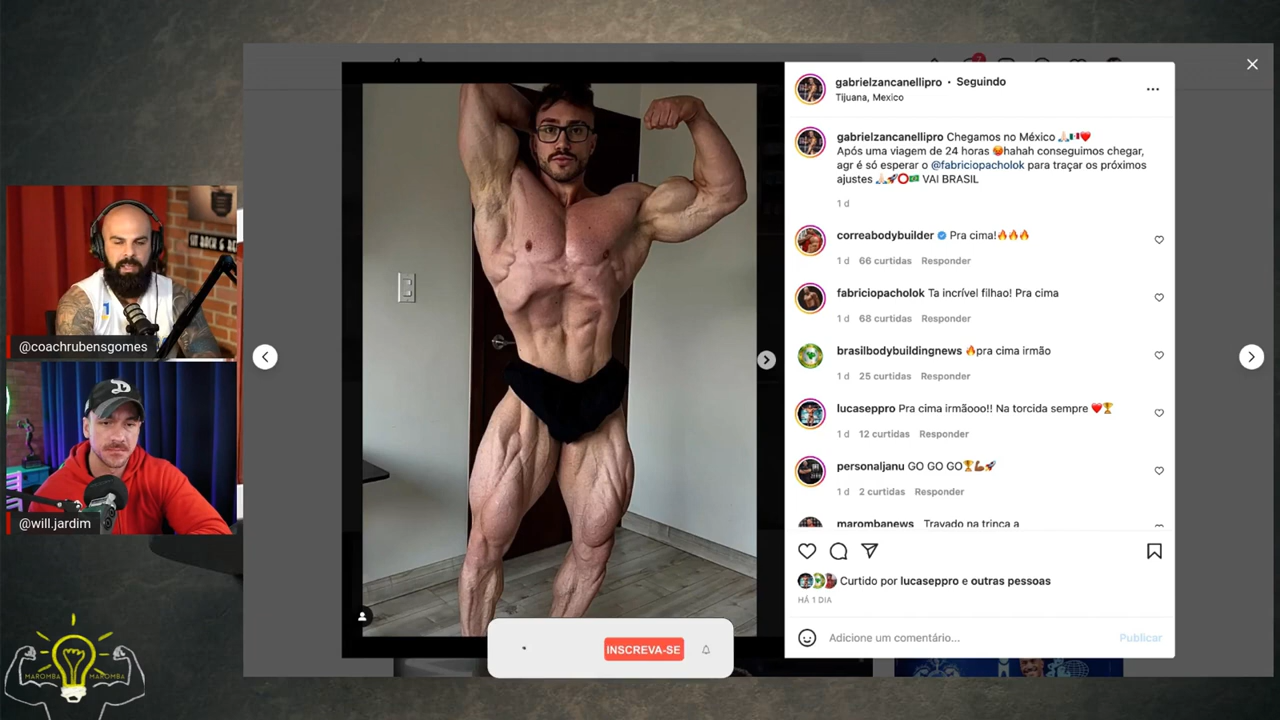 gabrielzancanellipro • Seguindo
Tijuana, Mexico
gabrielzancanellipro Chegamos no México 🙏🏻🇲🇽❤️
Após uma viagem de 24 horas 🥵hahah conseguimos chegar,
agr é só esperar o @fabriciopacholok para traçar os próximos
ajustes 🙏🏻🚀⭕🇧🇷 VAI BRASIL
1 d
correabodybuilder Pra cima!🔥🔥🔥
1 d 66 curtidas Responder
fabriciopacholok Ta incrível filhao! Pra cima
1 d 68 curtidas Responder
brasilbodybuildingnews 🔥pra cima irmão
1 d 25 curtidas Responder
lucaseppro Pra cima irmãooo!! Na torcida sempre ❤️🏆
1 d 12 curtidas Responder
personaljanu GO GO GO🏆💪🏾🚀
1 d 2 curtidas Responder
marombanews Travado na trinca a
Curtido por lucaseppro e outras pessoas
HÁ 1 DIA
Adicione um comentário...
Publicar
@coachrubensgomes
@will.jardim
INSCREVA-SE
MAROMBA MAROMBA